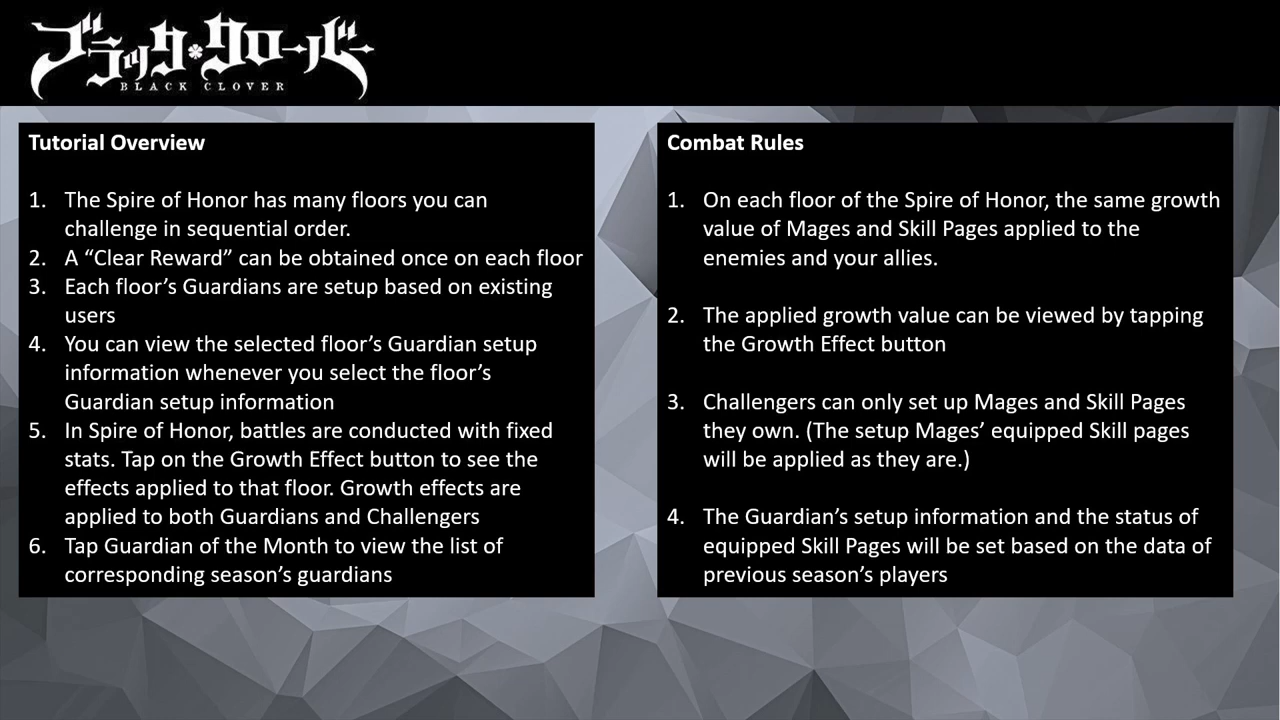 ブラッククローバー
BLACK CLOVER
Tutorial Overview
1. The Spire of Honor has many floors you can
challenge in sequential order.
2. A “Clear Reward” can be obtained once on each floor
3. Each floor’s Guardians are setup based on existing
users
4. You can view the selected floor’s Guardian setup
information whenever you select the floor’s
Guardian setup information
5. In Spire of Honor, battles are conducted with fixed
stats. Tap on the Growth Effect button to see the
effects applied to that floor. Growth effects are
applied to both Guardians and Challengers
6. Tap Guardian of the Month to view the list of
corresponding season’s guardians
Combat Rules
1. On each floor of the Spire of Honor, the same growth
value of Mages and Skill Pages applied to the
enemies and your allies.
2. The applied growth value can be viewed by tapping
the Growth Effect button
3. Challengers can only set up Mages and Skill Pages
they own. (The setup Mages’ equipped Skill pages
will be applied as they are.)
4. The Guardian’s setup information and the status of
equipped Skill Pages will be set based on the data of
previous season’s players